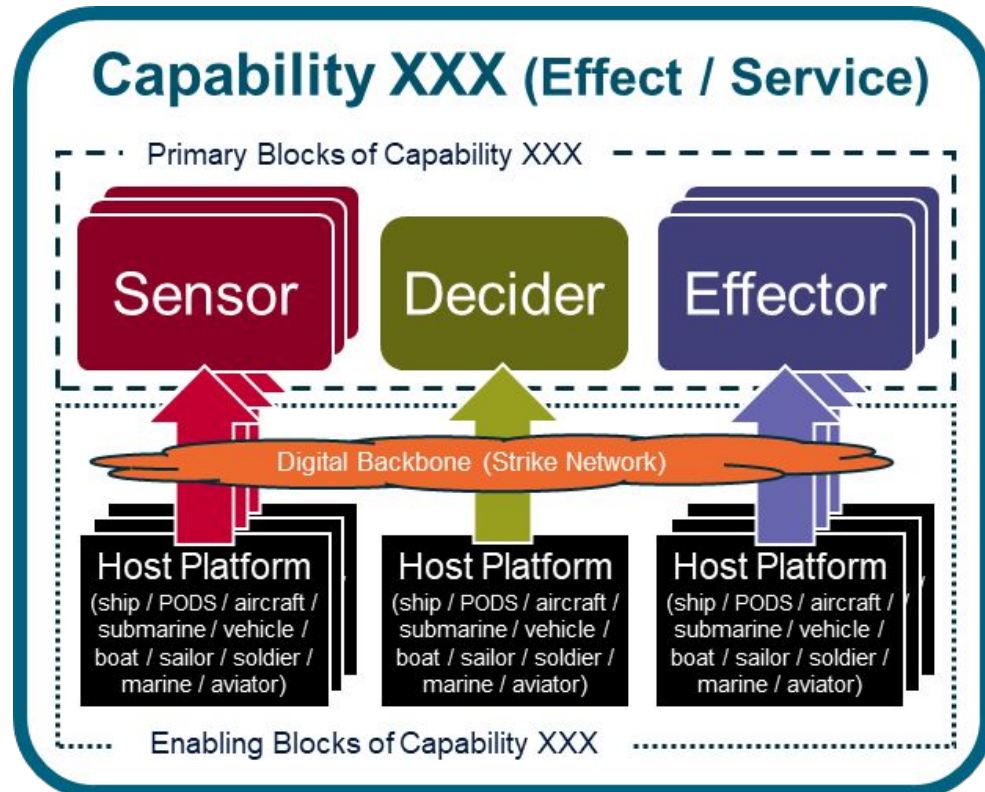 Capability XXX (Effect / Service)
Primary Blocks of Capability XXX
Sensor
Decider
Effector
Digital Backbone (Strike Network)
Host Platform
(ship / PODS / aircraft /
submarine / vehicle /
boat / sailor / soldier /
marine / aviator)
Host Platform
(ship / PODS / aircraft /
submarine / vehicle /
boat / sailor / soldier /
marine / aviator)
Host Platform
(ship / PODS / aircraft /
submarine / vehicle /
boat / sailor / soldier /
marine / aviator)
Enabling Blocks of Capability XXX